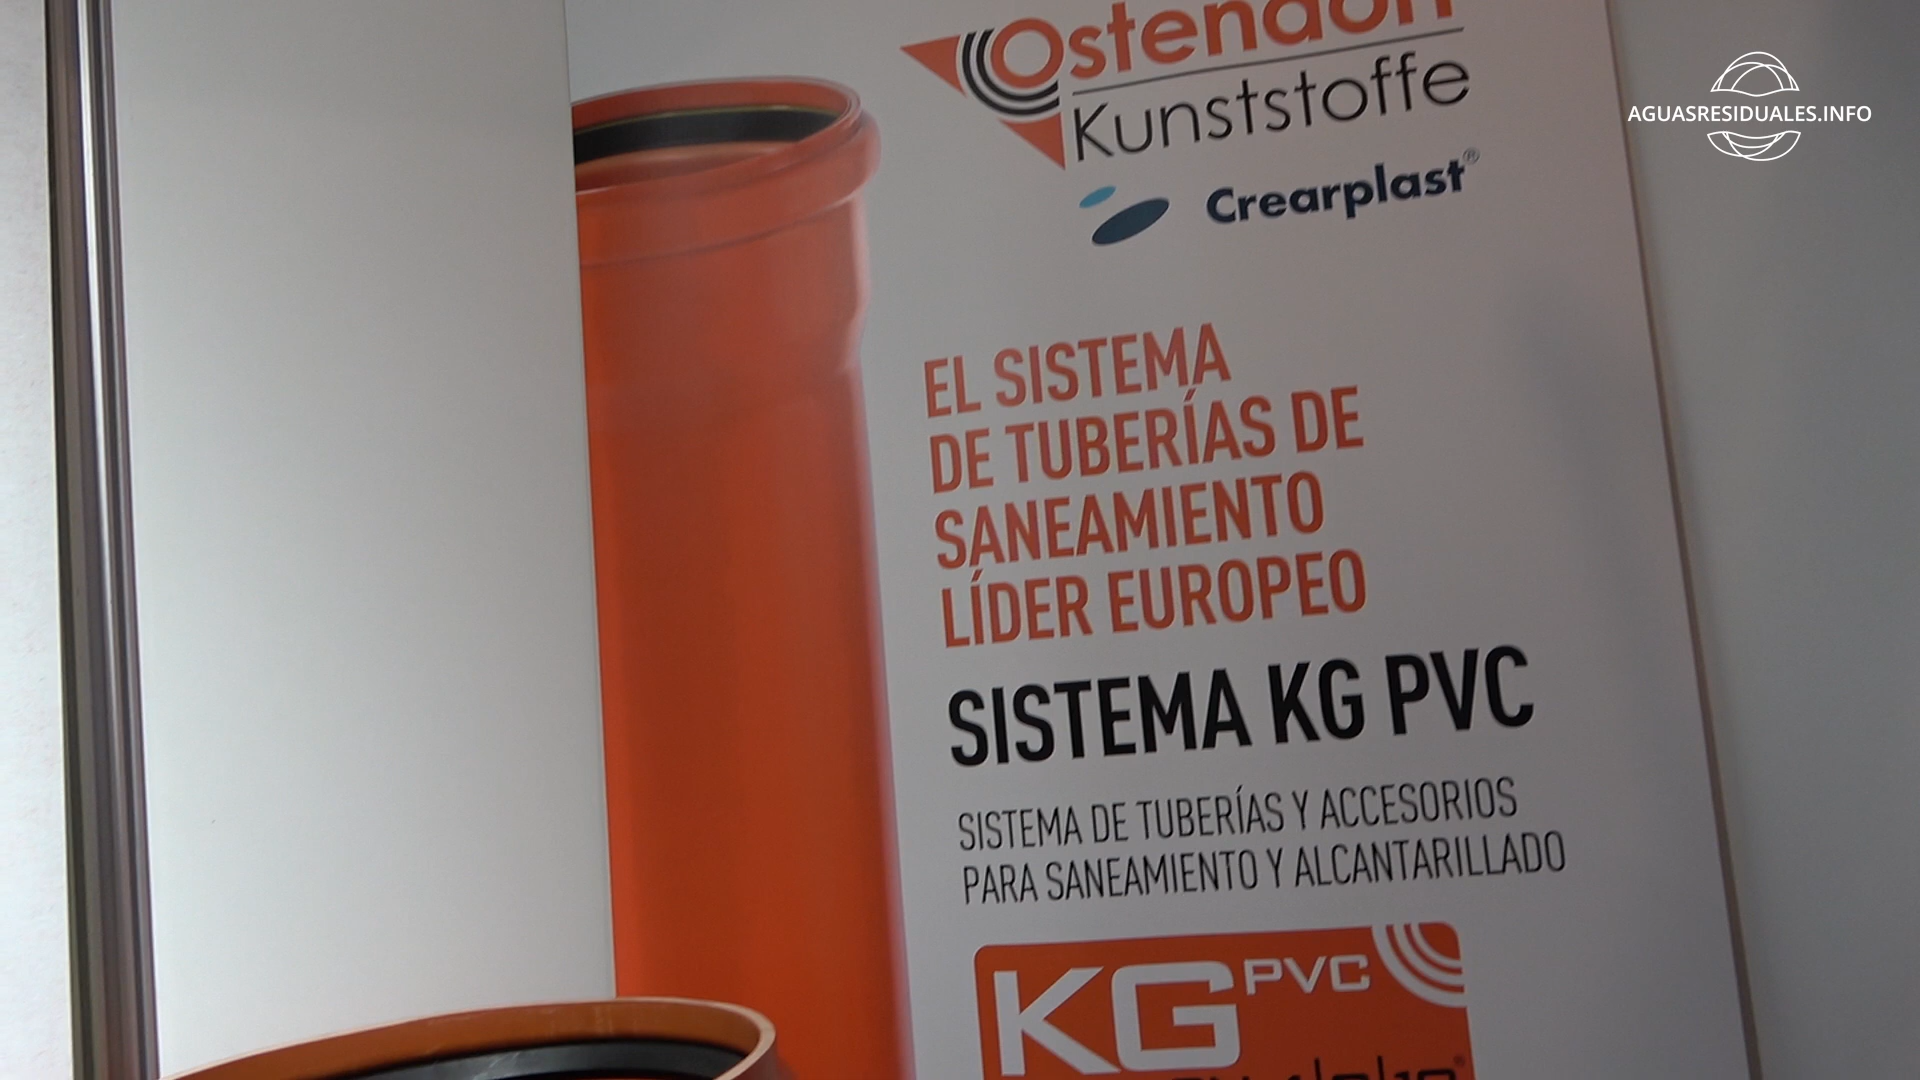 Ostendorf
Kunststoffe
AGUASRESIDUALES.INFO
Crearplast®
EL SISTEMA
DE TUBERÍAS DE
SANEAMIENTO
LÍDER EUROPEO
SISTEMA KG PVC
SISTEMA DE TUBERÍAS Y ACCESORIOS
PARA SANEAMIENTO Y ALCANTARILLADO
KG PVC